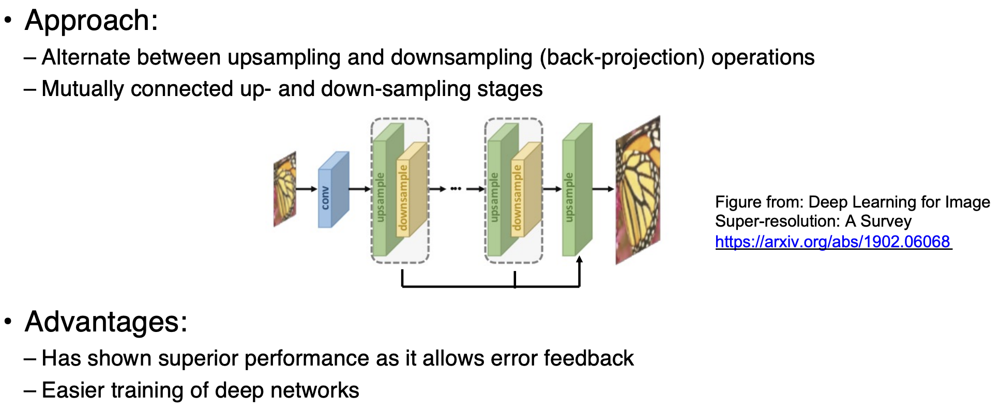 • Approach:
– Alternate between upsampling and downsampling (back-projection) operations
– Mutually connected up- and down-sampling stages
conv
upsample
downsample
...
upsample
downsample
upsample
Figure from: Deep Learning for Image
Super-resolution: A Survey
https://arxiv.org/abs/1902.06068
• Advantages:
– Has shown superior performance as it allows error feedback
– Easier training of deep networks